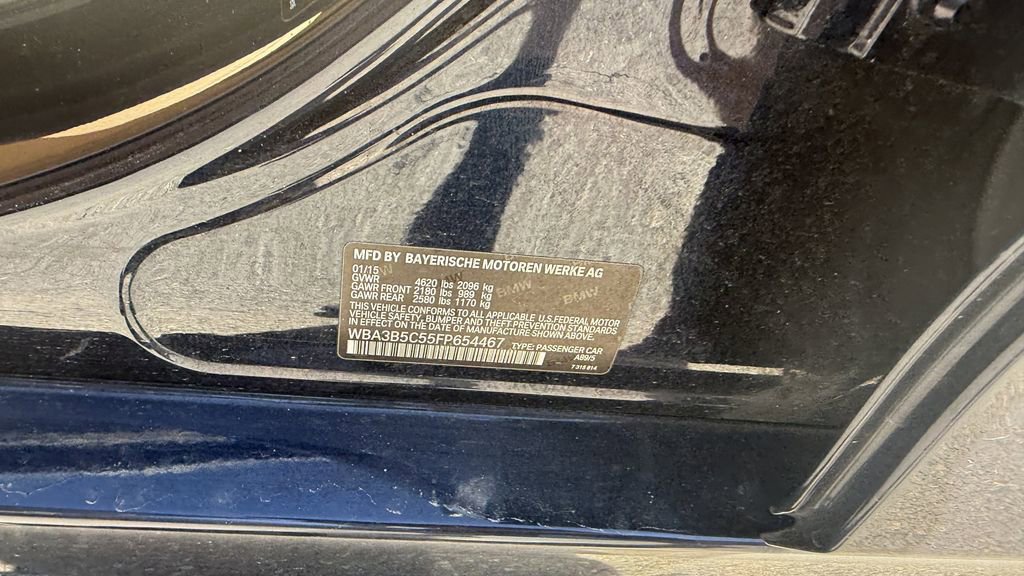 MFD BY BAYERISCHE MOTOREN WERKE AG
01/15
GVWR 4620 lbs 2096 kg
GAWR FRONT 2180 lbs 989 kg
GAWR REAR 2580 lbs 1170 kg
THIS VEHICLE CONFORMS TO ALL APPLICABLE U.S.FEDERAL MOTOR
VEHICLE SAFETY, BUMPER AND THEFT PREVENTION STANDARDS
IN EFFECT ON THE DATE OF MANUFACTURE SHOWN ABOVE.
WBA3B5C55FP654467 TYPE: PASSENGER CAR
A89/5
7 318 814
BMW
BMW
BMW